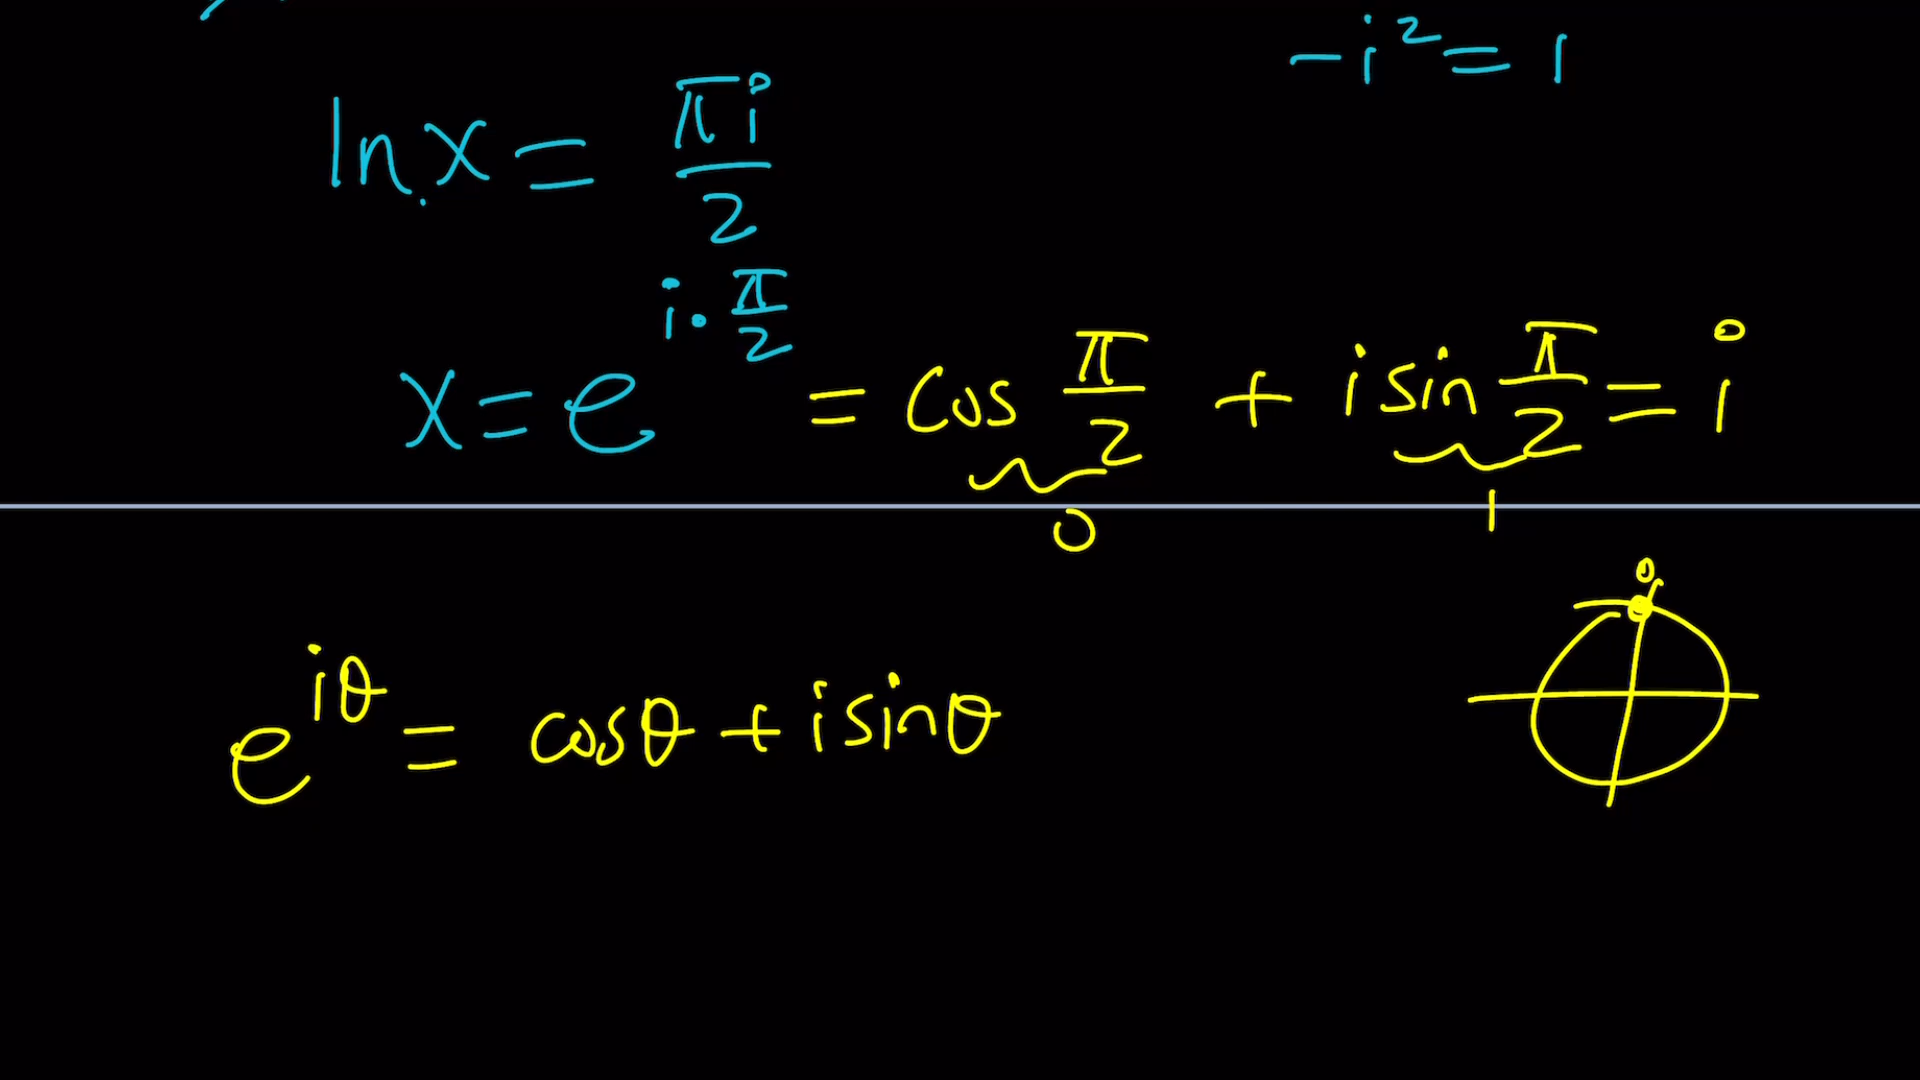 -i² = 1
ln x = πi/2
x = e^(i·π/2) = cos π/2 + i sin π/2 = i
0 1
i
e^(iθ) = cosθ + i sinθ